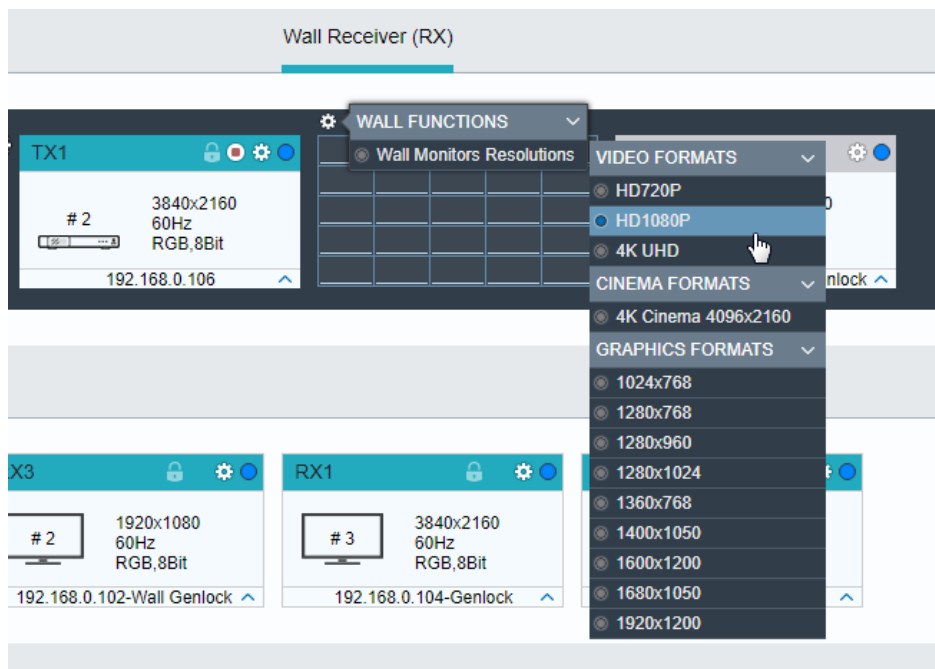 Wall Receiver (RX)
WALL FUNCTIONS
Wall Monitors Resolutions
TX1
# 2
3840x2160
60Hz
RGB,8Bit
192.168.0.106
VIDEO FORMATS
HD720P
HD1080P
4K UHD
CINEMA FORMATS
4K Cinema 4096x2160
GRAPHICS FORMATS
1024x768
1280x768
1280x960
1280x1024
1360x768
1400x1050
1600x1200
1680x1050
1920x1200
0
nlock
X3
# 2
1920x1080
60Hz
RGB,8Bit
192.168.0.102-Wall Genlock
RX1
# 3
3840x2160
60Hz
RGB,8Bit
192.168.0.104-Genlock